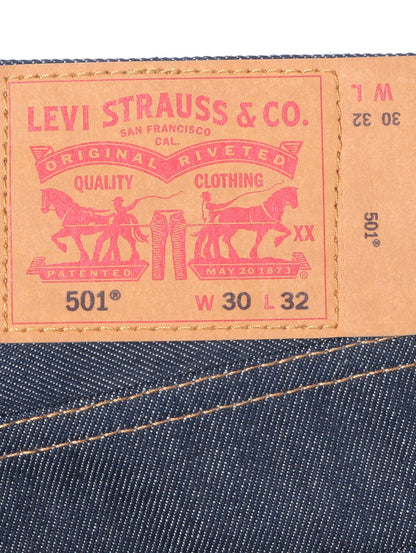 LEVI STRAUSS & CO.
SAN FRANCISCO
CAL.
ORIGINAL RIVETED
QUALITY CLOTHING
XX
PATENTED MAY 20 1873
501® W 30 L 32
W L
30 32
501®